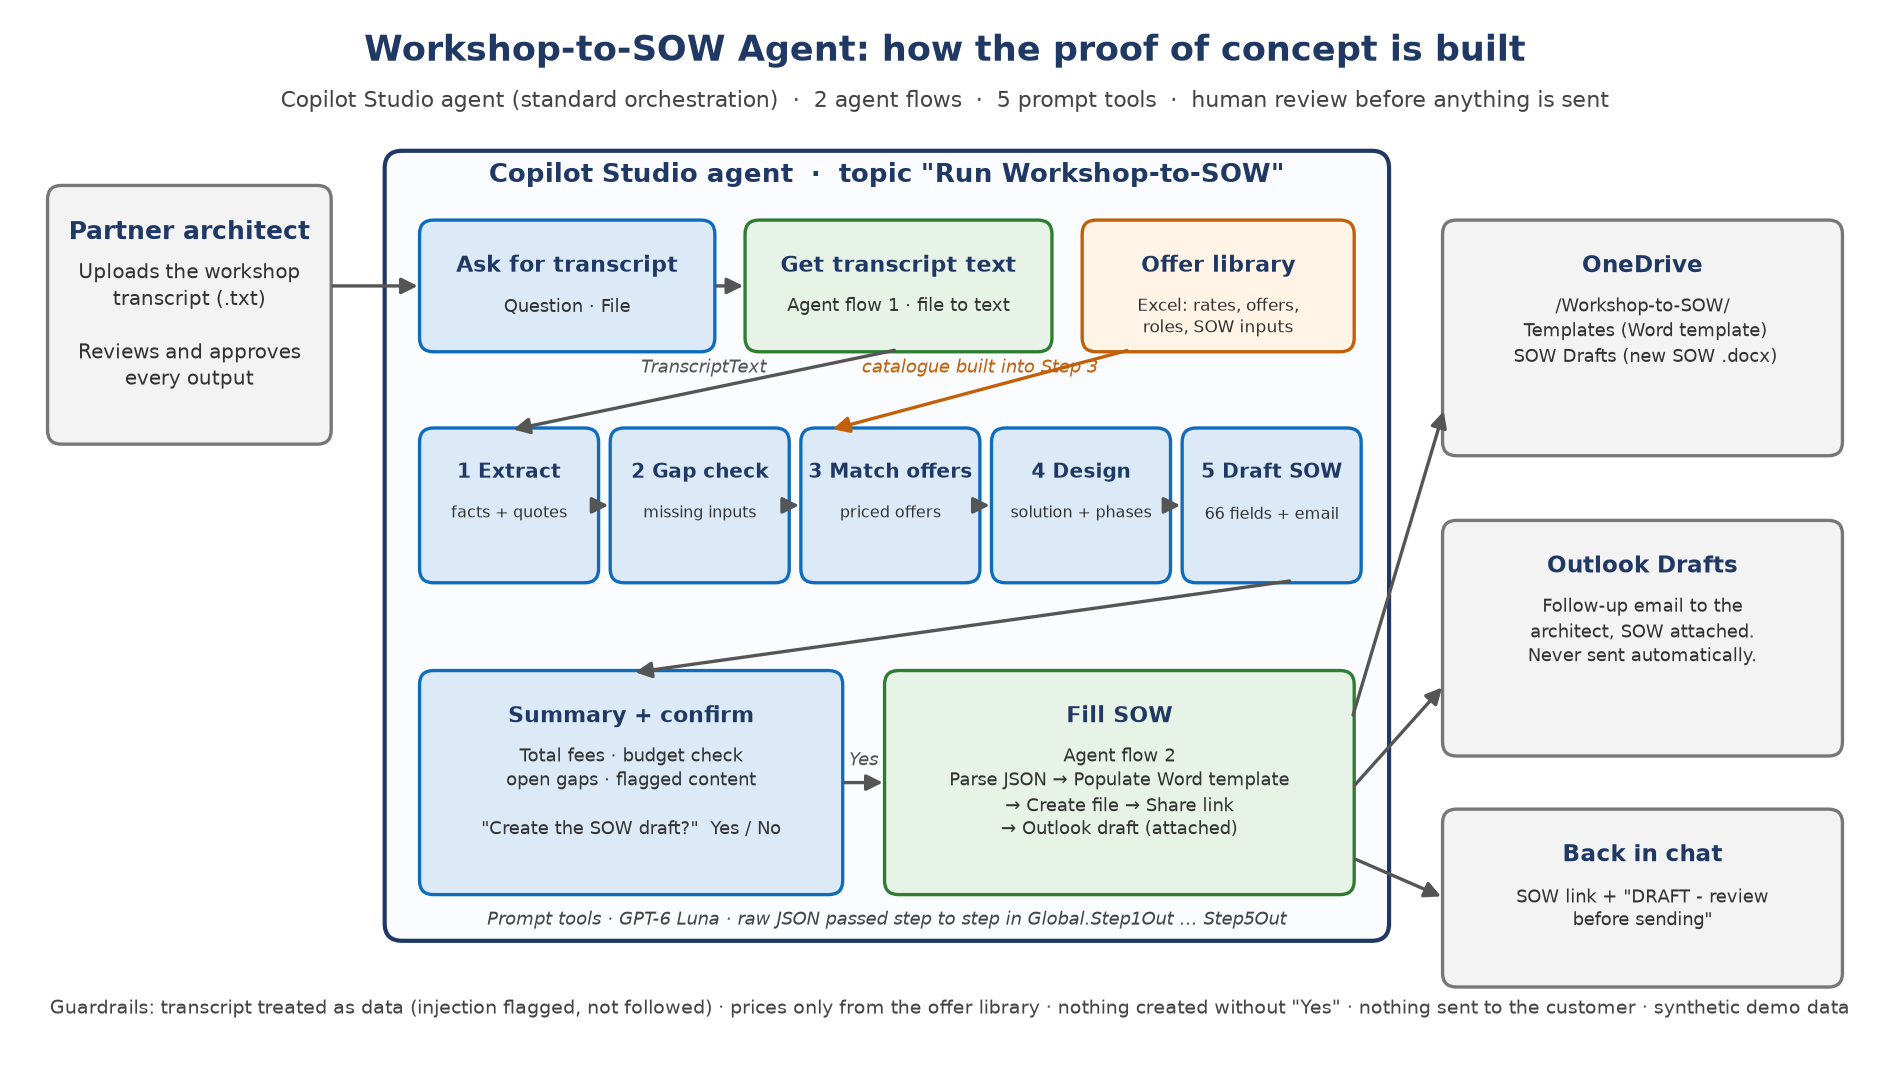 Workshop-to-SOW Agent: how the proof of concept is built
Copilot Studio agent (standard orchestration)  ·  2 agent flows  ·  5 prompt tools  ·  human review before anything is sent
Partner architect
Uploads the workshop
transcript (.txt)
Reviews and approves
every output
Copilot Studio agent  ·  topic "Run Workshop-to-SOW"
Ask for transcript
Question · File
Get transcript text
Agent flow 1 · file to text
Offer library
Excel: rates, offers,
roles, SOW inputs
TranscriptText
catalogue built into Step 3
1 Extract
facts + quotes
2 Gap check
missing inputs
3 Match offers
priced offers
4 Design
solution + phases
5 Draft SOW
66 fields + email
Summary + confirm
Total fees · budget check
open gaps · flagged content
"Create the SOW draft?"  Yes / No
Yes
Fill SOW
Agent flow 2
Parse JSON → Populate Word template
→ Create file → Share link
→ Outlook draft (attached)
Prompt tools · GPT-6 Luna · raw JSON passed step to step in Global.Step1Out … Step5Out
OneDrive
/Workshop-to-SOW/
Templates (Word template)
SOW Drafts (new SOW .docx)
Outlook Drafts
Follow-up email to the
architect, SOW attached.
Never sent automatically.
Back in chat
SOW link + "DRAFT - review
before sending"
Guardrails: transcript treated as data (injection flagged, not followed) · prices only from the offer library · nothing created without "Yes" · nothing sent to the customer · synthetic demo data